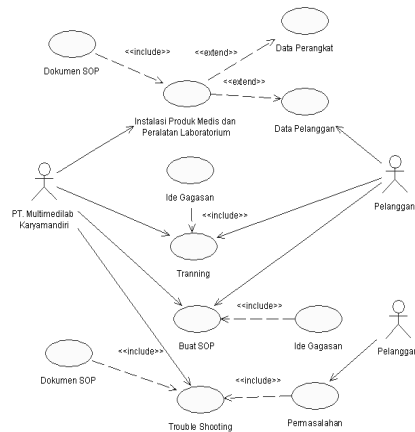 <<include>>
<<extend>>
Data Perangkat
Dokumen SOP
<<extend>>
Instalasi Produk Medis dan
Peralatan Laboratorium
Data Pelanggan
PT. Multimedilab
Karyamandiri
Ide Gagasan
Pelanggan
<<include>>
Tranning
<<include>>
Buat SOP
Ide Gagasan
<<include>>
Pelanggan
Dokumen SOP
<<include>>
Trouble Shooting
Permasalahan